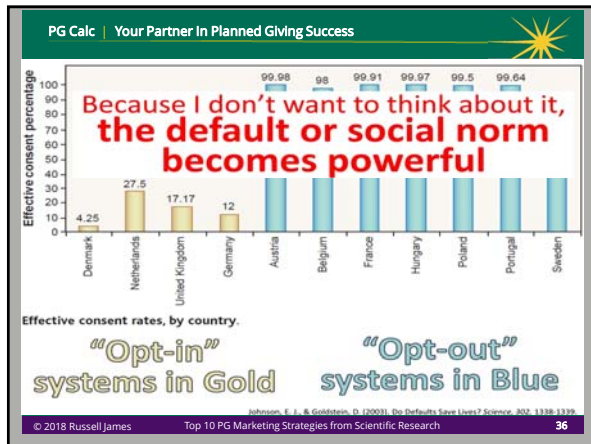 PG Calc | Your Partner in Planned Giving Success
Effective consent percentage
100
90
80
70
60
50
40
30
20
10
0
4.25
27.5
17.17
12
99.98
98
99.91
99.97
99.5
99.64
Because I don't want to think about it,
the default or social norm
becomes powerful
Denmark
Netherlands
United Kingdom
Germany
Austria
Belgium
France
Hungary
Poland
Portugal
Sweden
Effective consent rates, by country.
"Opt-in"
systems in Gold
"Opt-out"
systems in Blue
Johnson, E. J., & Goldstein, D. (2003). Do Defaults Save Lives? Science, 302, 1338-1339.
© 2018 Russell James
Top 10 PG Marketing Strategies from Scientific Research
36